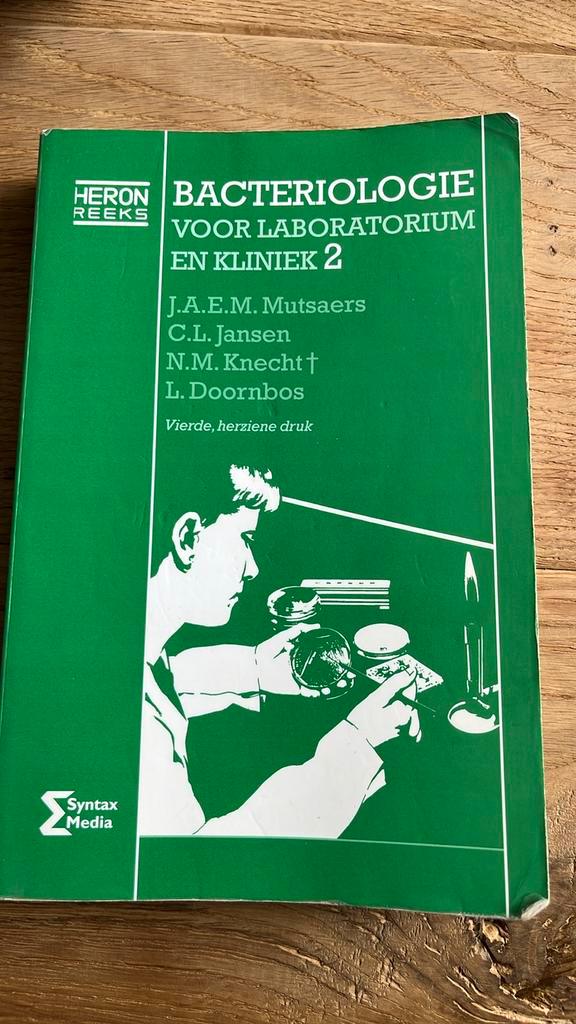 HERON
REEKS
BACTERIOLOGIE
VOOR LABORATORIUM
EN KLINIEK 2
J.A.E.M. Mutsaers
C.L. Jansen
N.M. Knecht †
L. Doornbos
Vierde, herziene druk
Syntax
Media